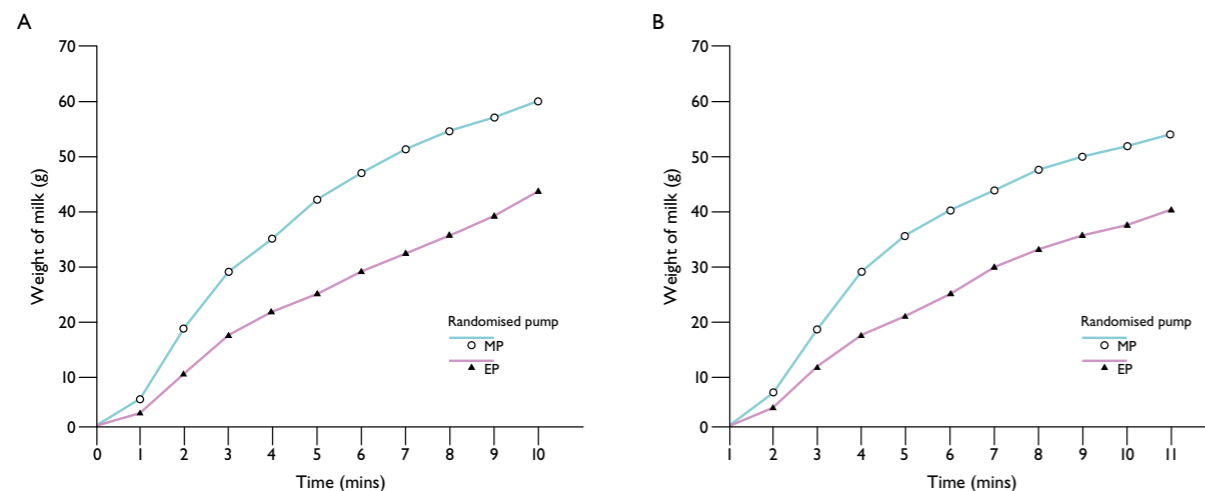 A
70
60
50
40
30
20
10
0
Weight of milk (g)
Randomised pump
MP
EP
0 1 2 3 4 5 6 7 8 9 10
Time (mins)
B
70
60
50
40
30
20
10
0
Weight of milk (g)
Randomised pump
MP
EP
1 2 3 4 5 6 7 8 9 10 11
Time (mins)